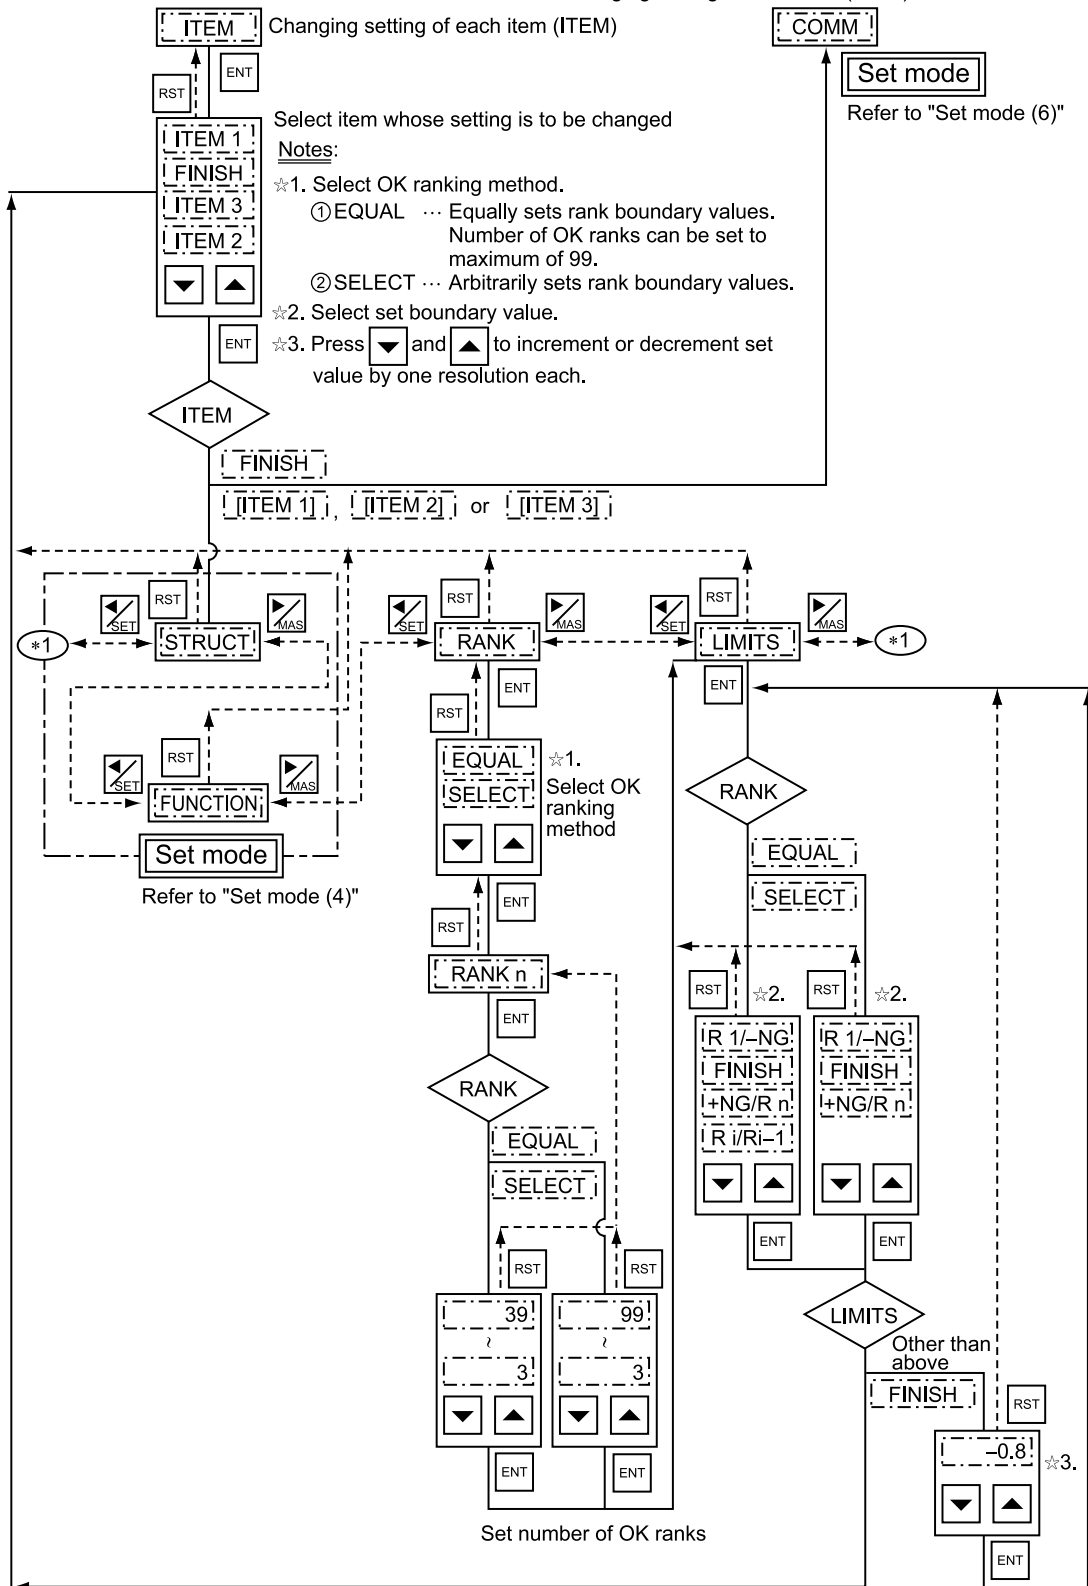 ITEM
Changing setting of each item (ITEM)
COMM
ENT
RST
Set mode
Refer to "Set mode (6)"
ITEM 1
FINISH
ITEM 3
ITEM 2
Select item whose setting is to be changed
Notes:
☆1. Select OK ranking method.
①EQUAL ⋯ Equally sets rank boundary values.
Number of OK ranks can be set to
maximum of 99.
②SELECT ⋯ Arbitrarily sets rank boundary values.
☆2. Select set boundary value.
☆3. Press ▼ and ▲ to increment or decrement set
value by one resolution each.
▼ ▲
ENT
ITEM
FINISH
[ITEM 1] , [ITEM 2] or [ITEM 3]
◀/SET RST ▶/MAS
◀/SET RST ▶/MAS
◀/SET RST ▶/MAS
*1 STRUCT
RANK
LIMITS *1
ENT
ENT
RST
◀/SET RST ▶/MAS
FUNCTION
Set mode
Refer to "Set mode (4)"
EQUAL
SELECT
▼ ▲
☆1.
Select OK
ranking
method
RANK
EQUAL
SELECT
ENT
RST
RANK n
ENT
RANK
EQUAL
SELECT
RST ☆2.
RST ☆2.
R 1/–NG
FINISH
+NG/R n
R i/Ri–1
▼ ▲
ENT
R 1/–NG
FINISH
+NG/R n
▼ ▲
ENT
RST
RST
39
~
3
▼ ▲
ENT
99
~
3
▼ ▲
ENT
Set number of OK ranks
LIMITS
Other than
above
FINISH
RST
–0.8
☆3.
▼ ▲
ENT